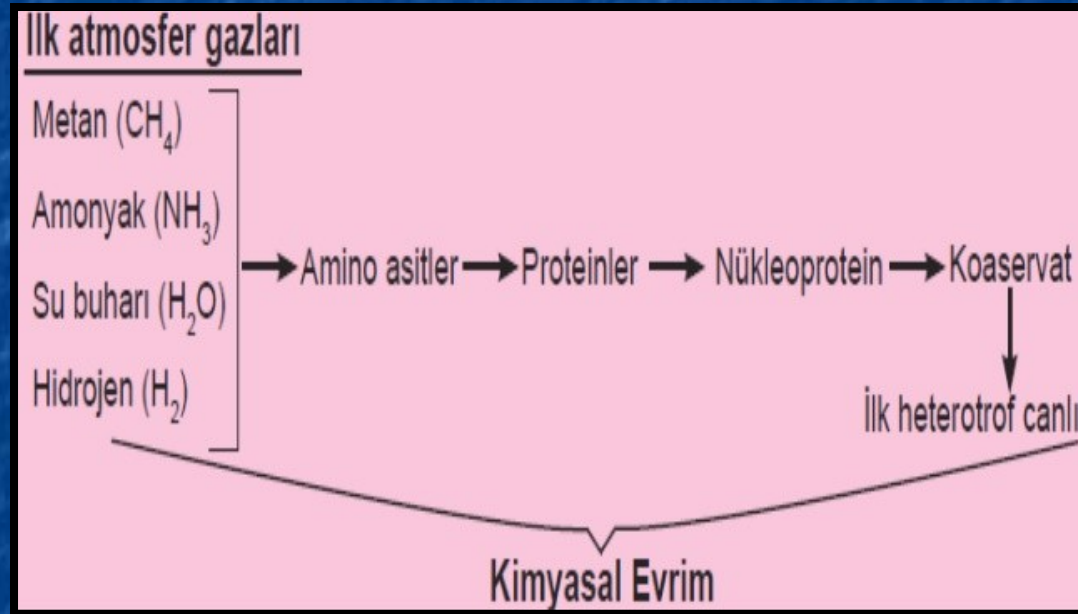 İlk atmosfer gazları
Metan (CH₄)
Amonyak (NH₃)
Su buharı (H₂O)
Hidrojen (H₂)
Amino asitler Proteinler Nükleoprotein Koaservat
İlk heterotrof canlı
Kimyasal Evrim